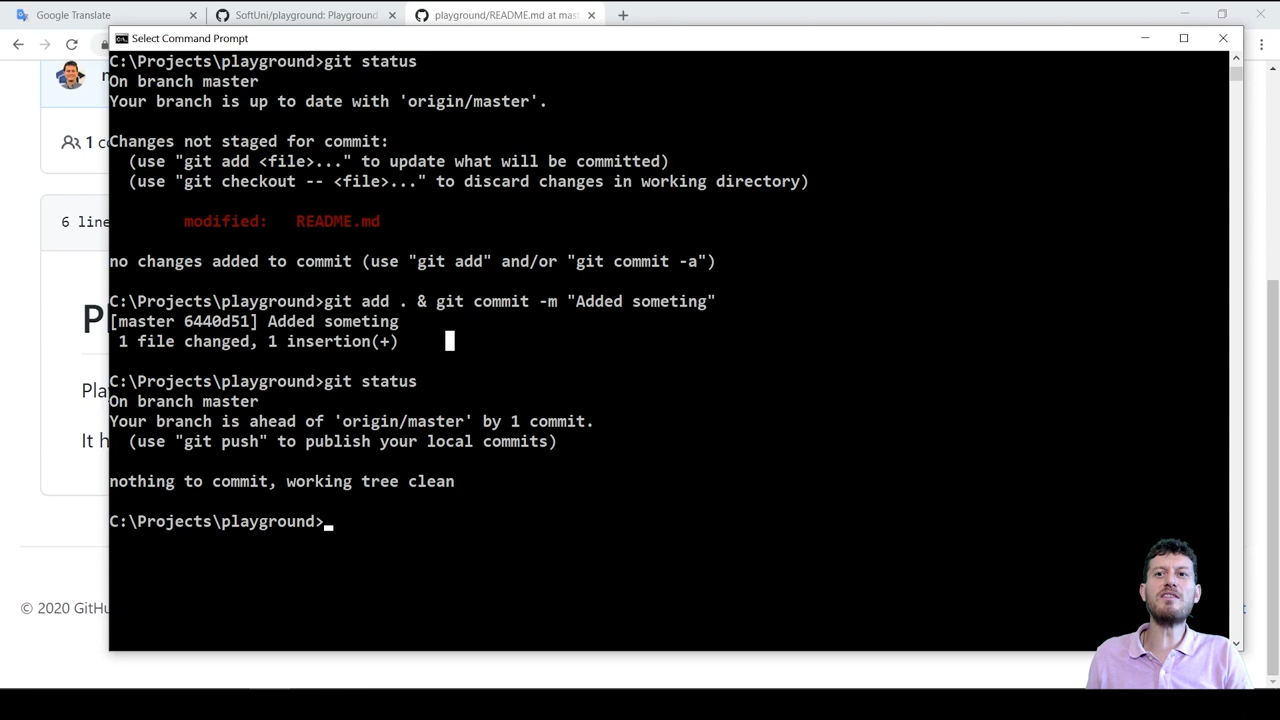 Google Translate
SoftUni/playground: Playground
playground/README.md at mast
Select Command Prompt
C:\Projects\playground>git status
On branch master
Your branch is up to date with 'origin/master'.
Changes not staged for commit:
(use "git add <file>..." to update what will be committed)
(use "git checkout -- <file>..." to discard changes in working directory)
modified: README.md
no changes added to commit (use "git add" and/or "git commit -a")
C:\Projects\playground>git add . & git commit -m "Added someting"
[master 6440d51] Added someting
1 file changed, 1 insertion(+)
C:\Projects\playground>git status
On branch master
Your branch is ahead of 'origin/master' by 1 commit.
(use "git push" to publish your local commits)
nothing to commit, working tree clean
C:\Projects\playground>
1 c
6 line
Pl
Pla
It h
© 2020 GitHu